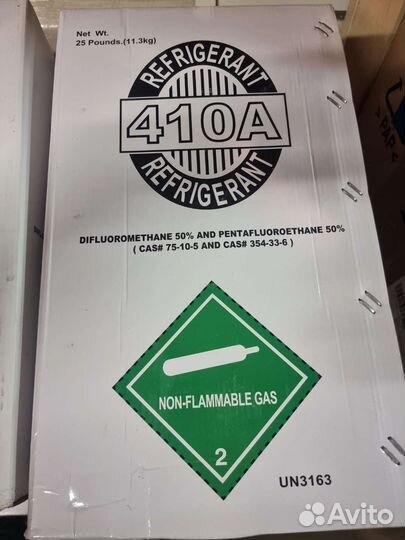 Net Wt.
25 Pounds.(11.3kg)
REFRIGERANT
410A
REFRIGERANT
DIFLUOROMETHANE 50% AND PENTAFLUOROETHANE 50%
( CAS# 75-10-5 AND CAS# 354-33-6 )
NON-FLAMMABLE GAS
2
UN3163
PAP
Avito